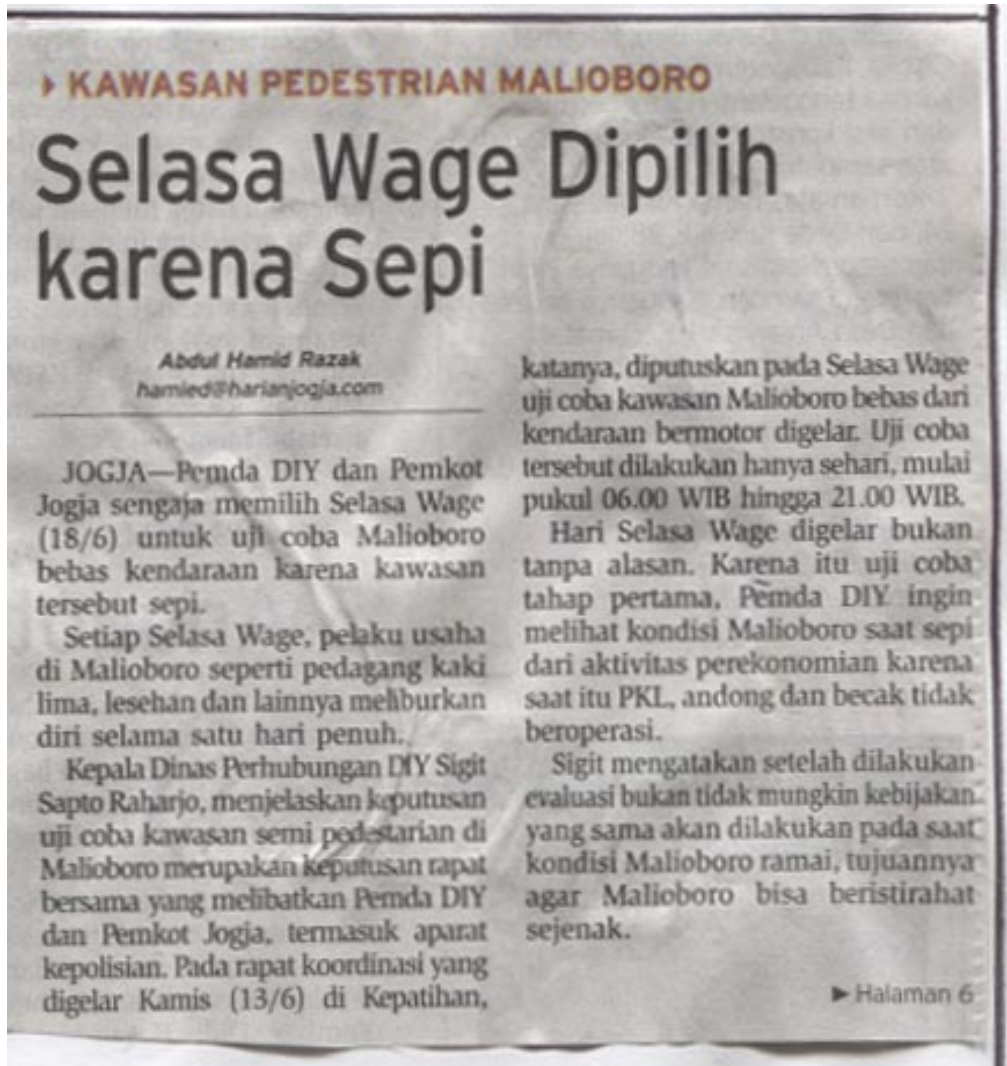 KAWASAN PEDESTRIAN MALIOBORO
Selasa Wage Dipilih
karena Sepi
Abdul Hamid Razak
hamied@harianjogja.com
JOGJA—Pemda DIY dan Pemkot
Jogja sengaja memilih Selasa Wage
(18/6) untuk uji coba Malioboro
bebas kendaraan karena kawasan
tersebut sepi.
Setiap Selasa Wage, pelaku usaha
di Malioboro seperti pedagang kaki
lima, lesehan dan lainnya meliburkan
diri selama satu hari penuh.
Kepala Dinas Perhubungan DIY Sigit
Sapto Raharjo, menjelaskan keputusan
uji coba kawasan semi pedestarian di
Malioboro merupakan keputusan rapat
bersama yang melibatkan Pemda DIY
dan Pemkot Jogja, termasuk aparat
kepolisian. Pada rapat koordinasi yang
digelar Kamis (13/6) di Kepatihan,
katanya, diputuskan pada Selasa Wage
uji coba kawasan Malioboro bebas dari
kendaraan bermotor digelar. Uji coba
tersebut dilakukan hanya sehari, mulai
pukul 06.00 WIB hingga 21.00 WIB.
Hari Selasa Wage digelar bukan
tanpa alasan. Karena itu uji coba
tahap pertama, Pemda DIY ingin
melihat kondisi Malioboro saat sepi
dari aktivitas perekonomian karena
saat itu PKL, andong dan becak tidak
beroperasi.
Sigit mengatakan setelah dilakukan
evaluasi bukan tidak mungkin kebijakan
yang sama akan dilakukan pada saat
kondisi Malioboro ramai, tujuannya
agar Malioboro bisa beristirahat
sejenak.
Halaman 6